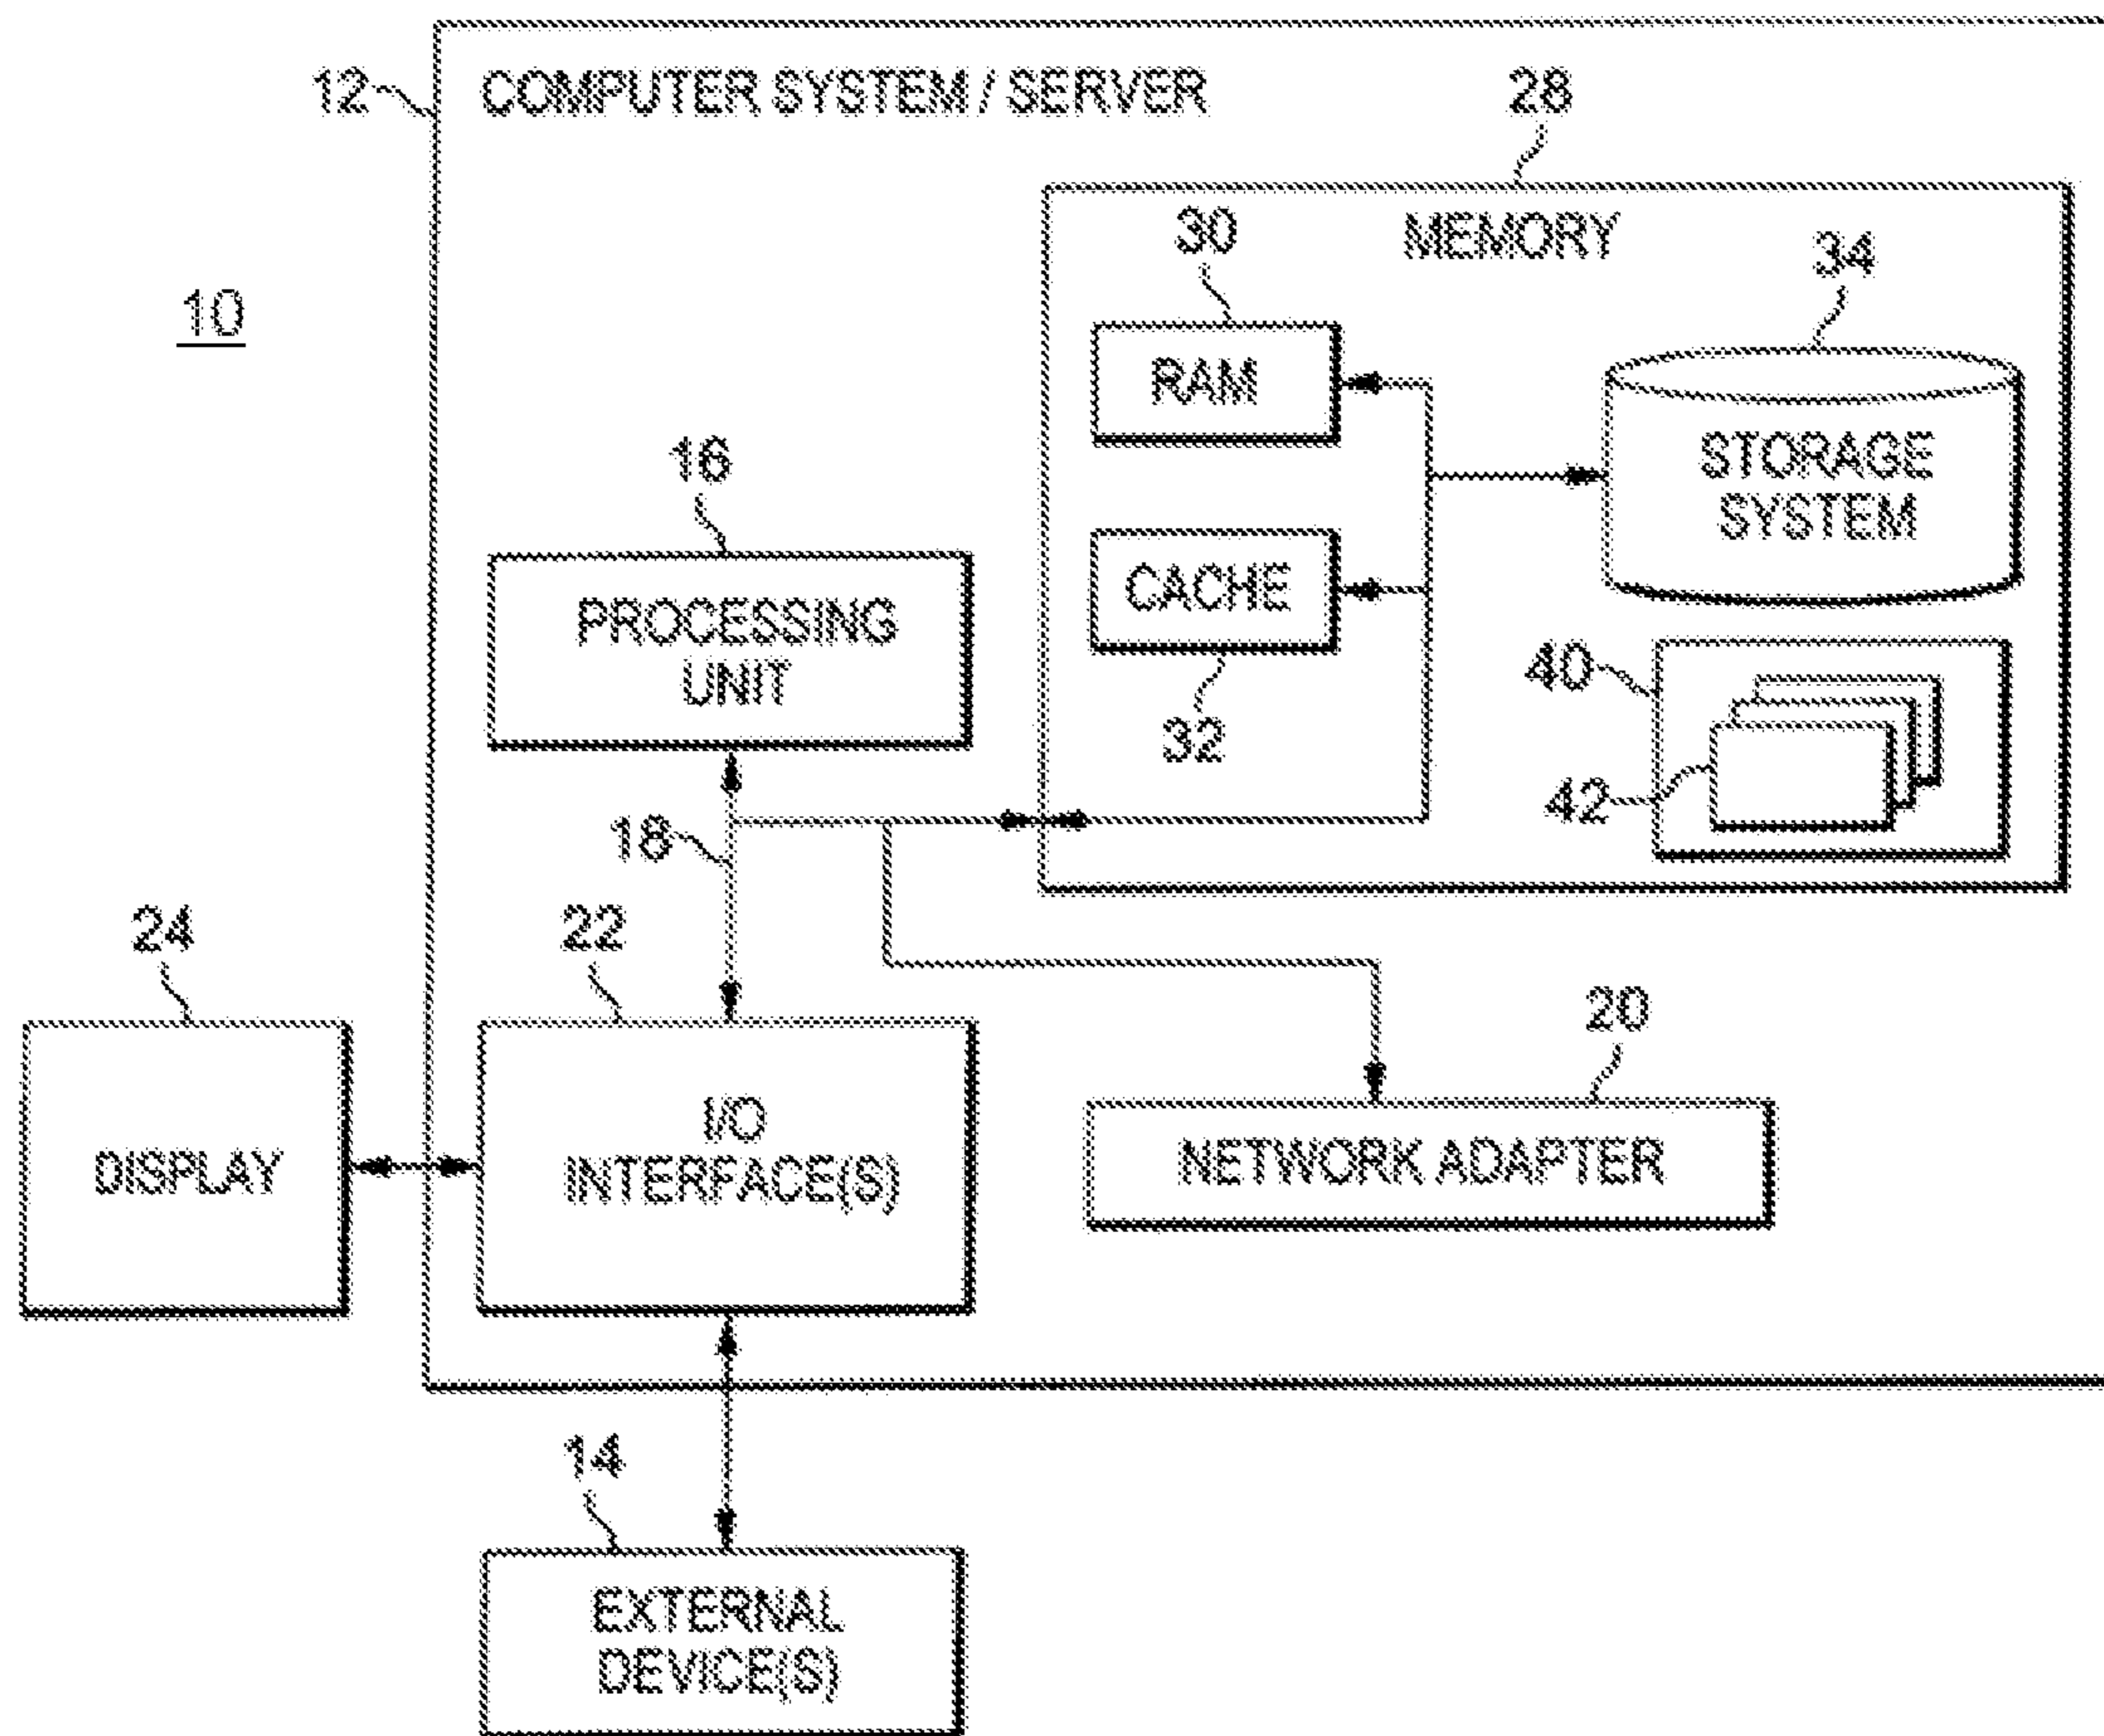 12
COMPUTER SYSTEM / SERVER
28
MEMORY
30
34
10
RAM
16
STORAGE
SYSTEM
PROCESSING
UNIT
CACHE
32
40
42
18
24
22
20
DISPLAY
I/O
INTERFACE(S)
NETWORK ADAPTER
14
EXTERNAL
DEVICE(S)